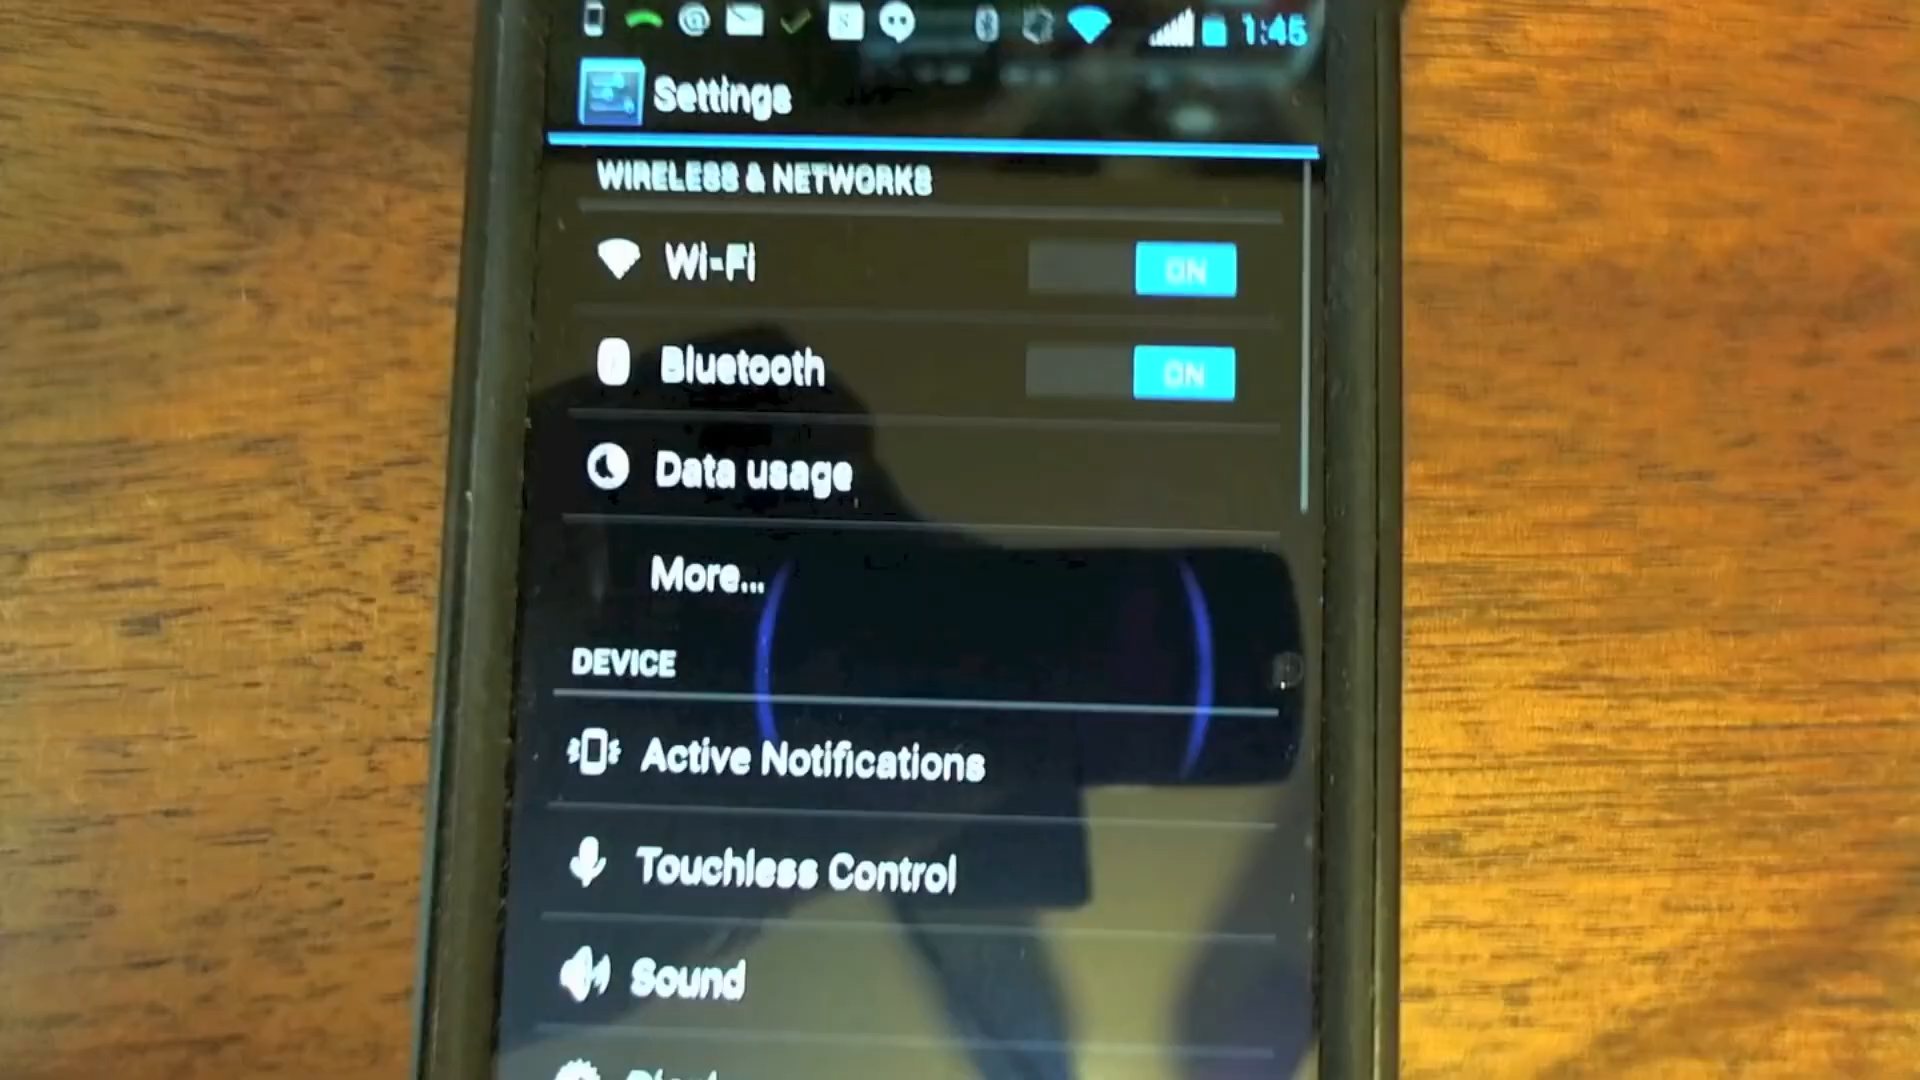 1:45
Settings
WIRELESS & NETWORKS
Wi-Fi
ON
Bluetooth
ON
Data usage
More...
DEVICE
Active Notifications
Touchless Control
Sound